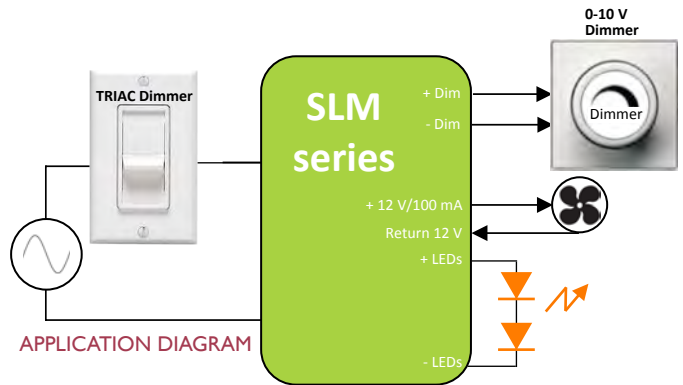 0-10 V
Dimmer
TRIAC Dimmer
SLM
series
+ Dim
- Dim
Dimmer
+ 12 V/100 mA
Return 12 V
+ LEDs
- LEDs
APPLICATION DIAGRAM